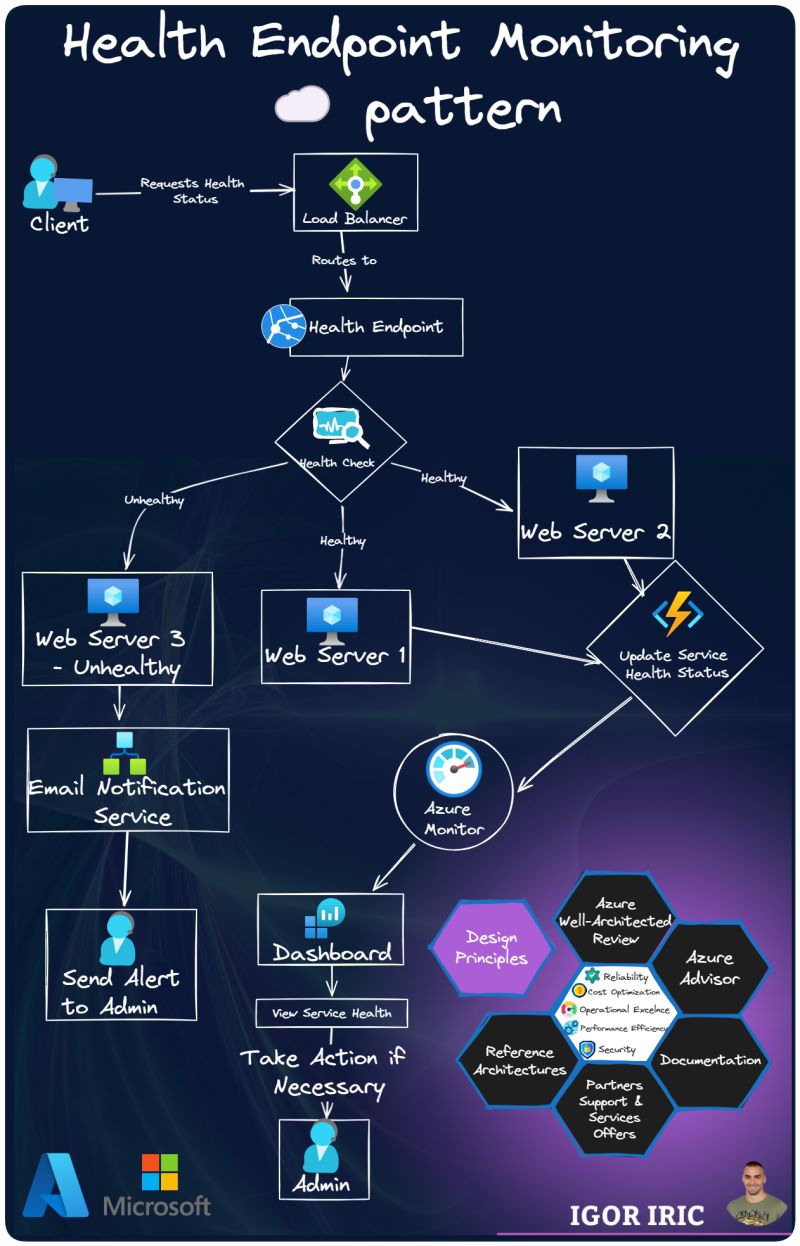 Health Endpoint Monitoring
pattern
Client
Requests Health
Status
Load Balancer
Routes to
Health Endpoint
Health Check
Unhealthy
Healthy
Healthy
Web Server 2
Web Server 3
- Unhealthy
Web Server 1
Update Service
Health Status
Email Notification
Service
Azure
Monitor
Send Alert
to Admin
Dashboard
View Service Health
Take Action if
Necessary
Admin
Design
Principles
Azure
Well-Architected
Review
Azure
Advisor
Reliability
Cost Optimization
Operational Excelnce
Performance Efficiency
Security
Reference
Architectures
Documentation
Partners
Support &
Services
Offers
Microsoft
IGOR IRIC